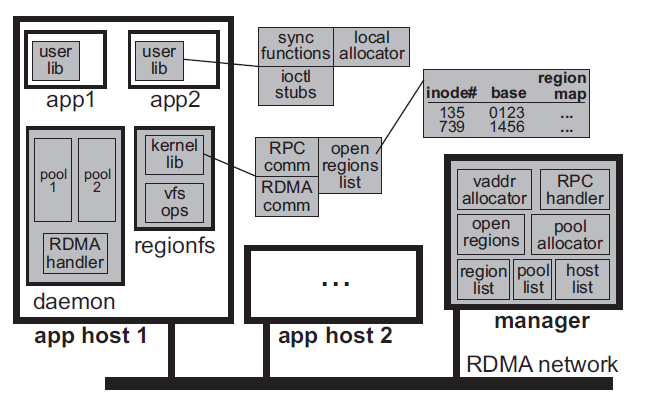 user
lib
app1
user
lib
app2
sync
functions
local
allocator
ioctl
stubs
region
inode# base map
135 0123 ...
739 1456 ...
pool
1
pool
2
RDMA
handler
daemon
kernel
lib
vfs
ops
regionfs
RPC
comm
open
regions
list
RDMA
comm
app host 1
...
app host 2
vaddr
allocator
RPC
handler
open
regions
pool
allocator
region
list
pool
list
host
list
manager
RDMA network